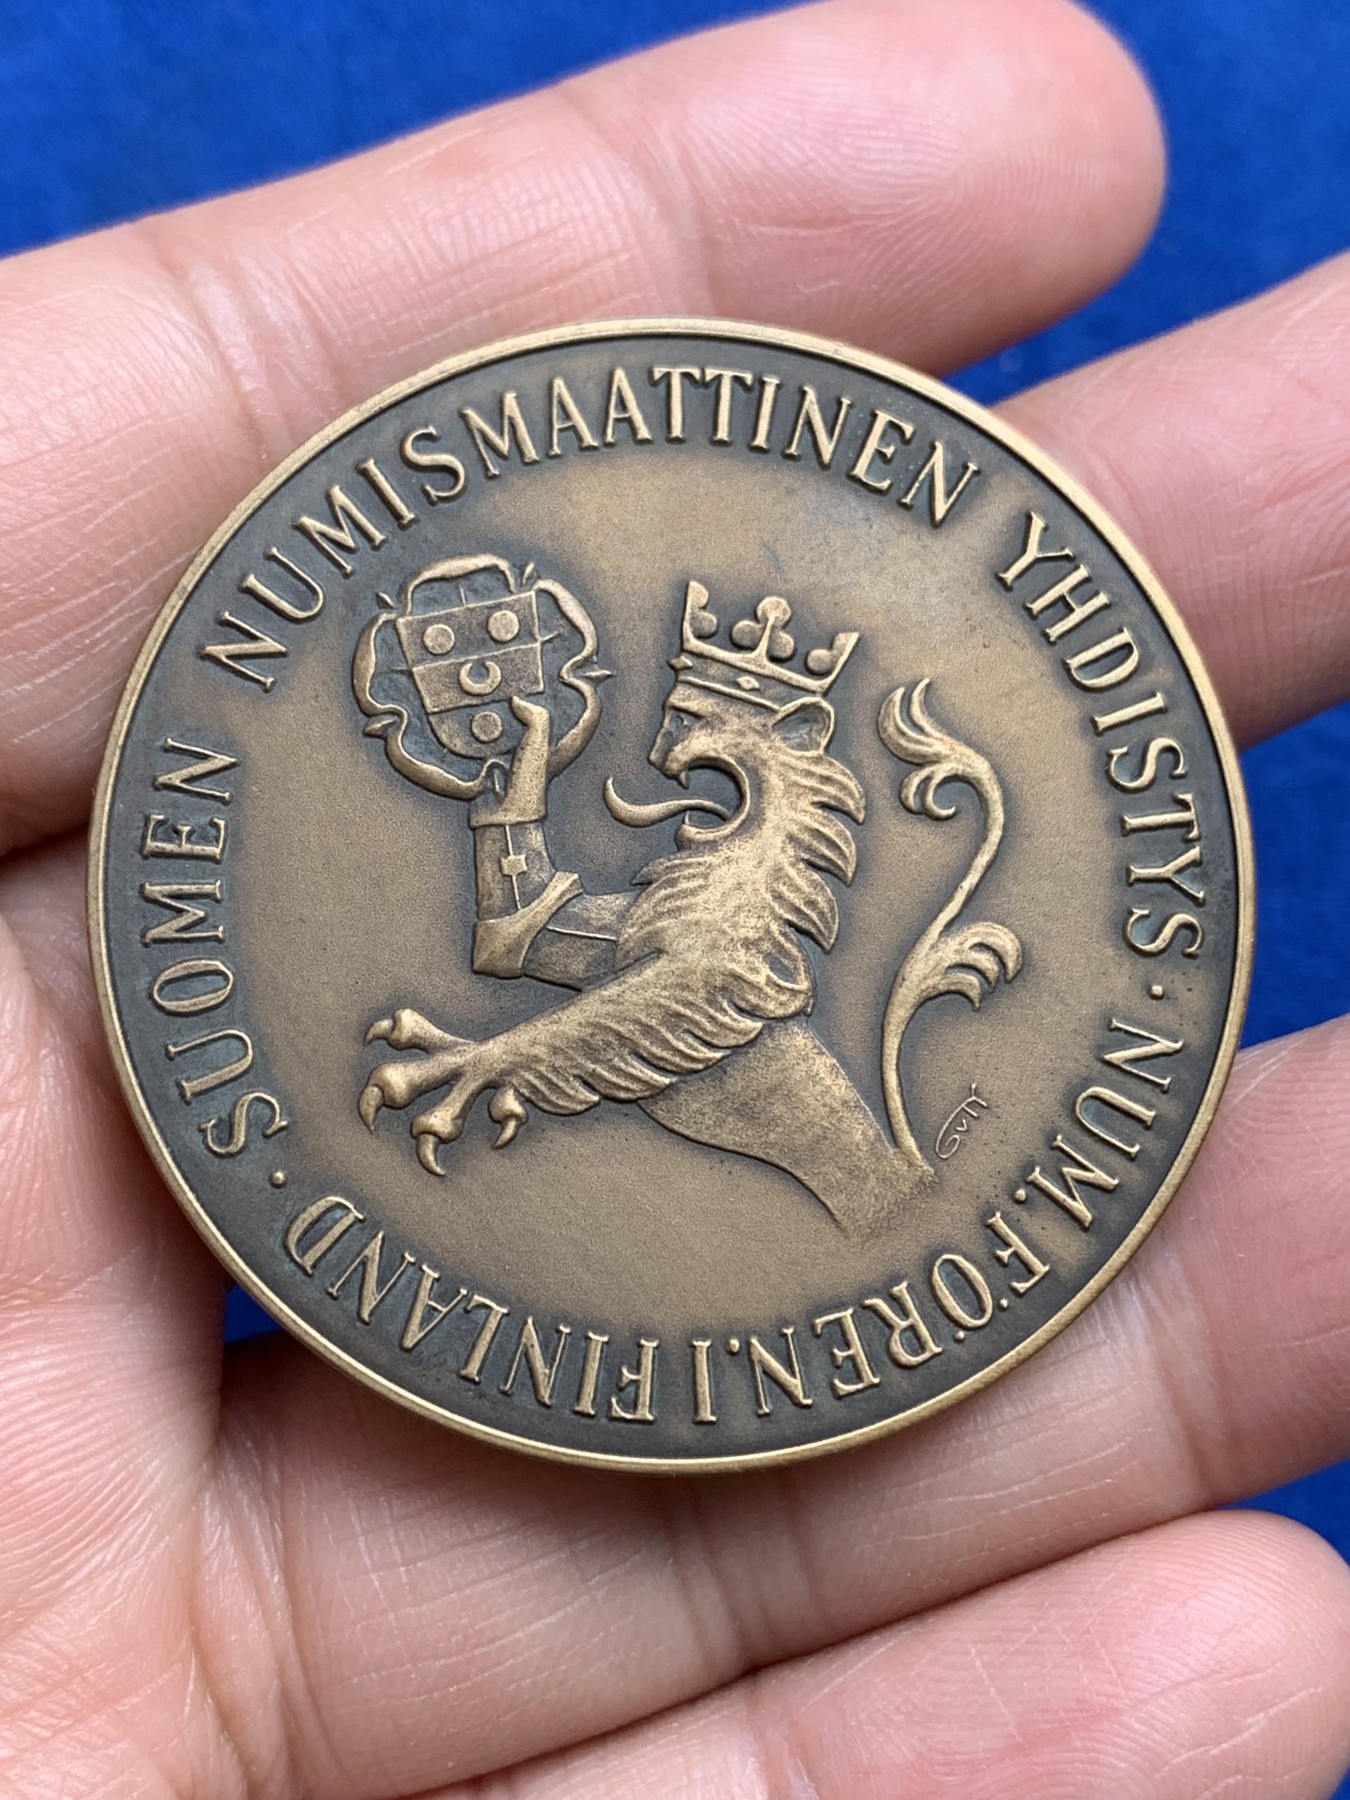 · SUOMEN NUMISMAATTINEN YHDISTYS · NUM.FÖREN.I FINLAND